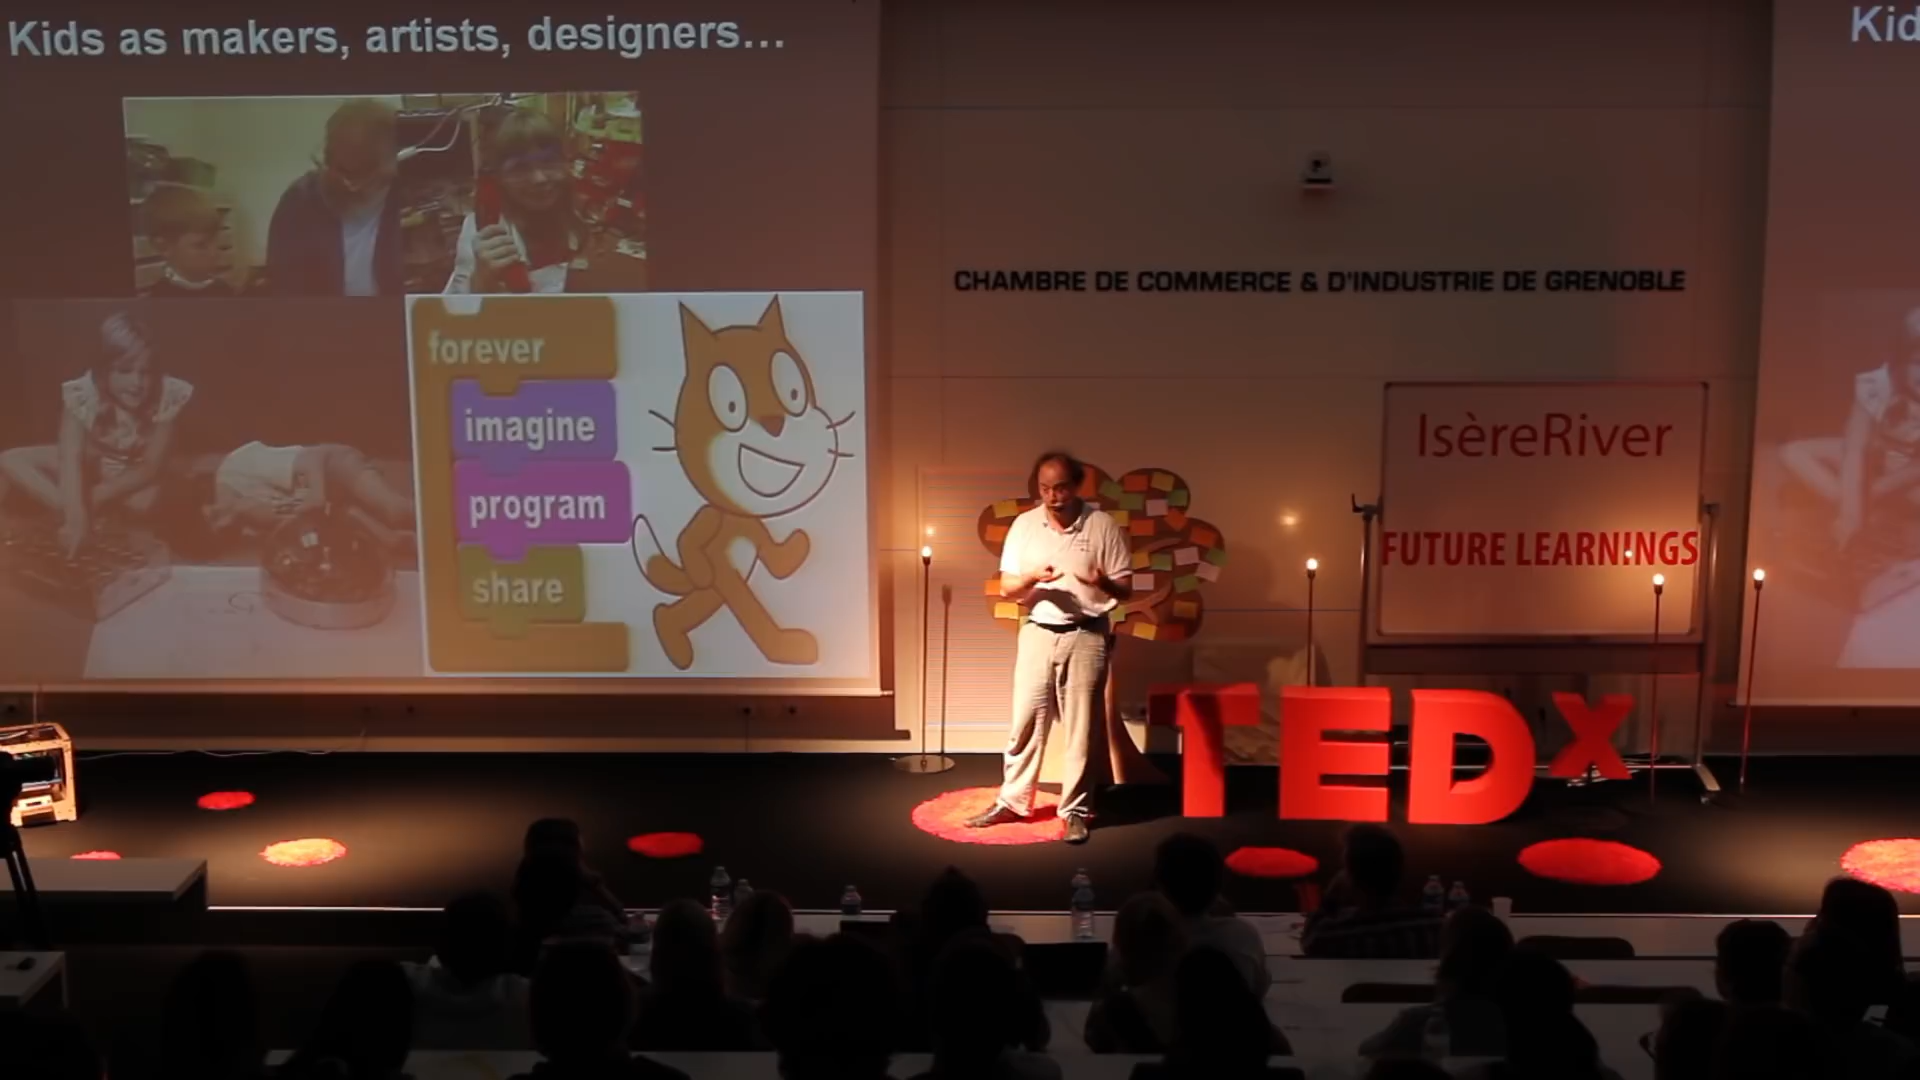 Kids as makers, artists, designers...
Kid
forever
imagine
program
share
CHAMBRE DE COMMERCE & D'INDUSTRIE DE GRENOBLE
IsèreRiver
FUTURE LEARN!NGS
TEDx